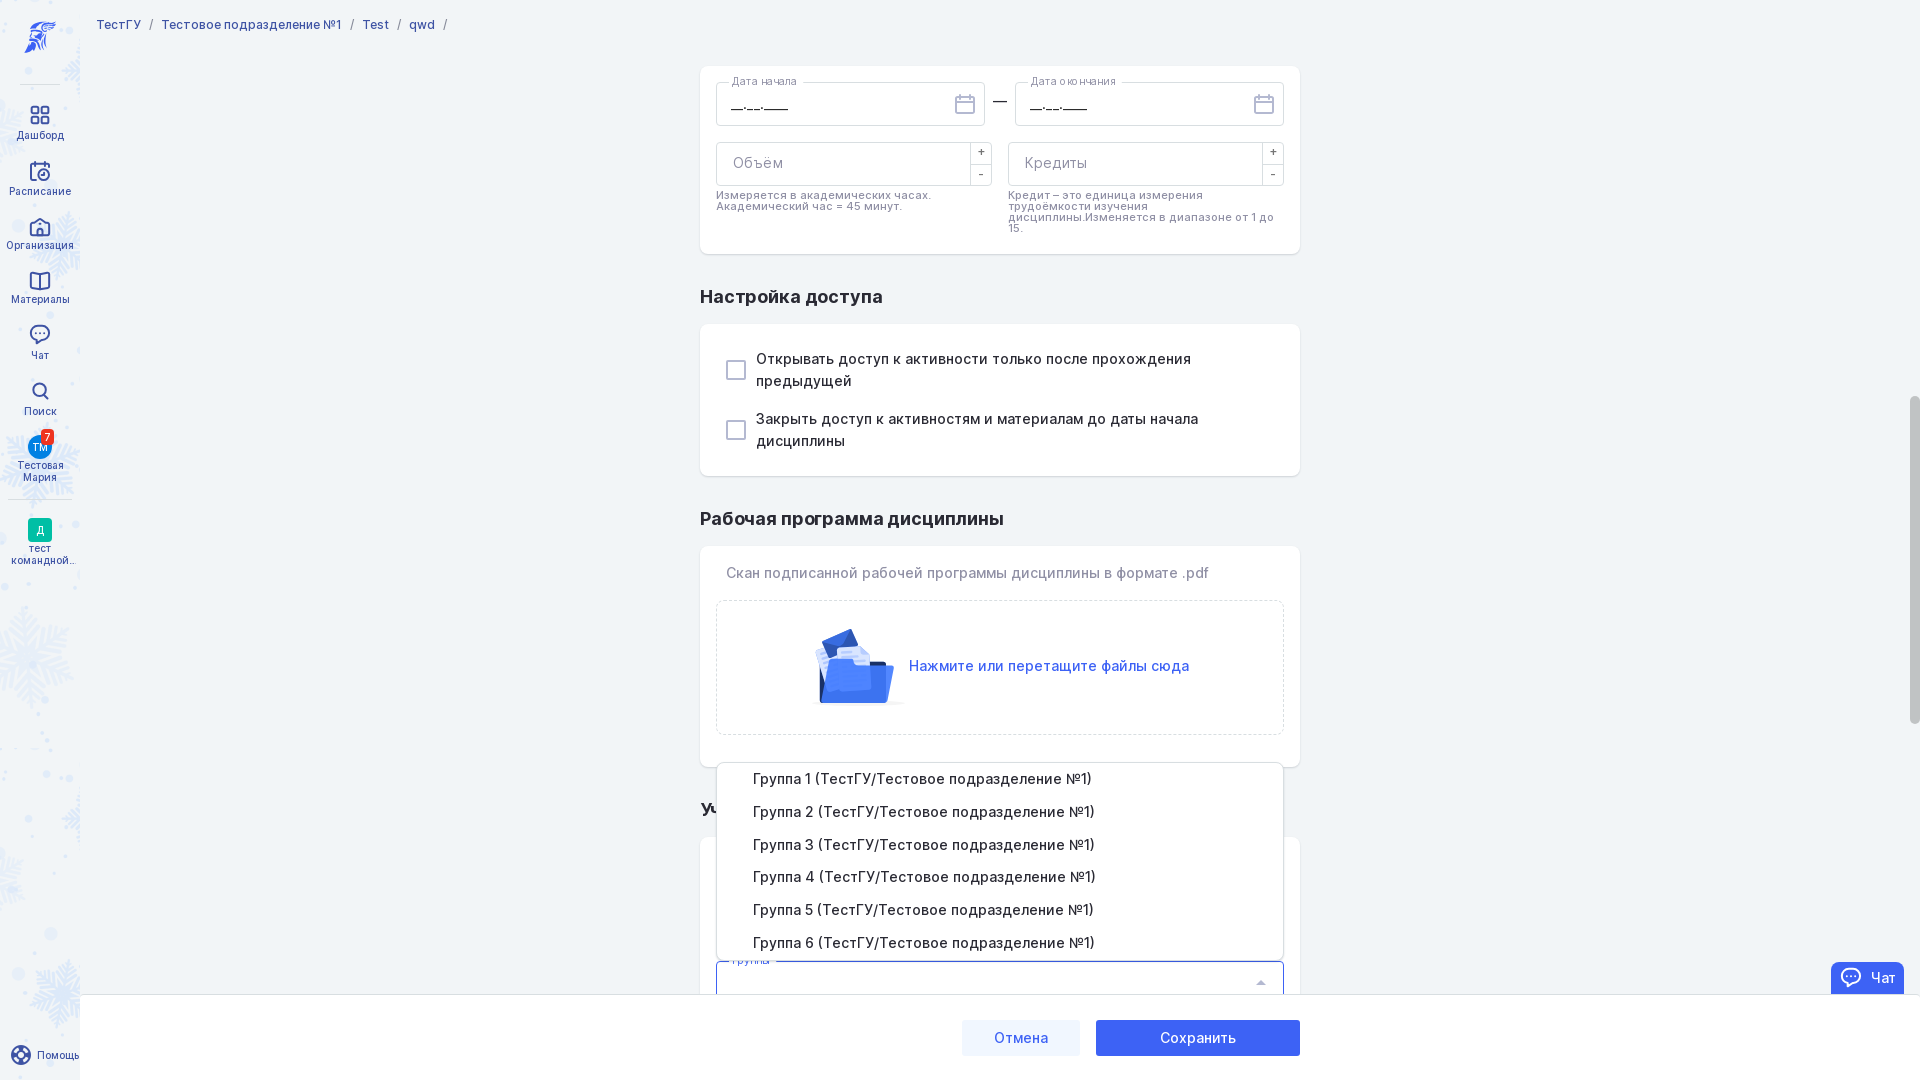 ТестГУ / Тестовое подразделение №1 / Test / qwd /
Дашборд
Расписание
Организация
Материалы
Чат
Поиск
7
ТМ
Тестовая
Мария
Д
тест
командной...
Помощь
Дата начала
__.__.____
—
Дата окончания
__.__.____
Объём
+
-
Измеряется в академических часах.
Академический час = 45 минут.
Кредиты
+
-
Кредит – это единица измерения
трудоёмкости изучения
дисциплины.Изменяется в диапазоне от 1 до
15.
Настройка доступа
Открывать доступ к активности только после прохождения
предыдущей
Закрыть доступ к активностям и материалам до даты начала
дисциплины
Рабочая программа дисциплины
Скан подписанной рабочей программы дисциплины в формате .pdf
Нажмите или перетащите файлы сюда
Группа 1 (ТестГУ/Тестовое подразделение №1)
Группа 2 (ТестГУ/Тестовое подразделение №1)
Группа 3 (ТестГУ/Тестовое подразделение №1)
Группа 4 (ТестГУ/Тестовое подразделение №1)
Группа 5 (ТестГУ/Тестовое подразделение №1)
Группа 6 (ТестГУ/Тестовое подразделение №1)
Группы
Чат
Отмена
Сохранить